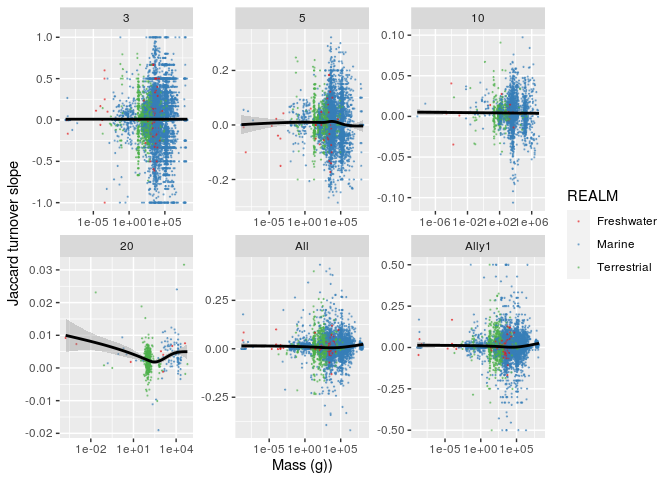 3
5
10
1.0
0.5
0.0
-0.5
-1.0
0.2
0.0
-0.2
0.10
0.05
0.00
-0.05
-0.10
1e-05 1e+00 1e+05
1e-05 1e+00 1e+05
1e-06 1e-02 1e+02 1e+06
20
All
Ally1
0.03
0.02
0.01
0.00
-0.01
-0.02
0.25
0.00
-0.25
0.50
0.25
0.00
-0.25
-0.50
1e-02 1e+01 1e+04
1e-05 1e+00 1e+05
1e-05 1e+00 1e+05
Jaccard turnover slope
Mass (g))
REALM
Freshwater
Marine
Terrestrial